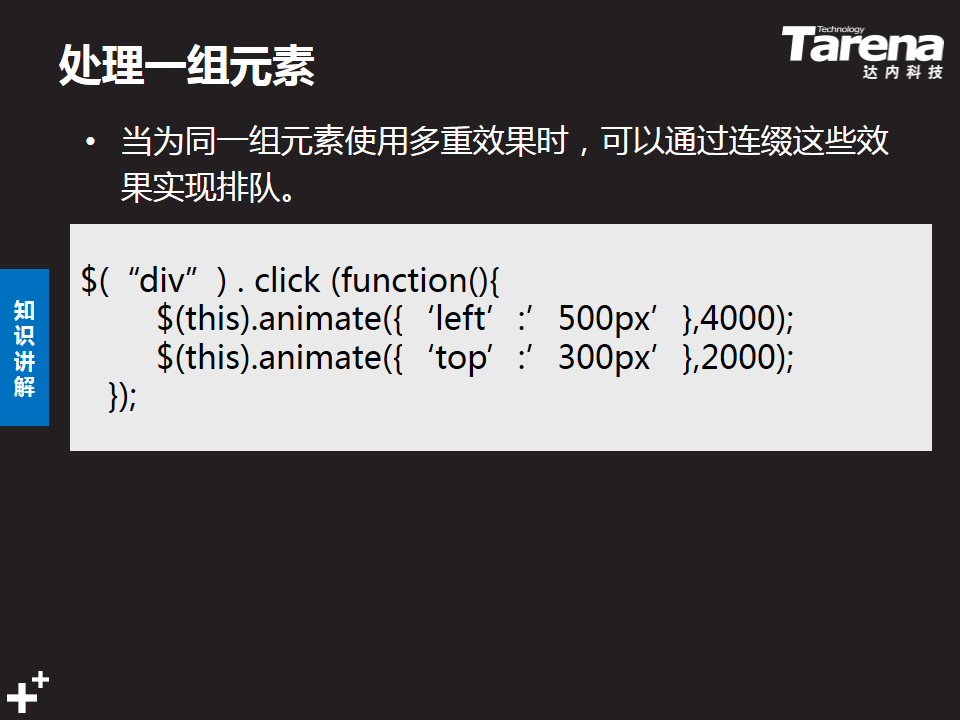 处理一组元素
Technology
Tarena
达内科技
• 当为同一组元素使用多重效果时，可以通过连缀这些效
果实现排队。
$(“div”) . click (function(){
$(this).animate({‘left’:’500px’},4000);
$(this).animate({‘top’:’300px’},2000);
});
知识讲解